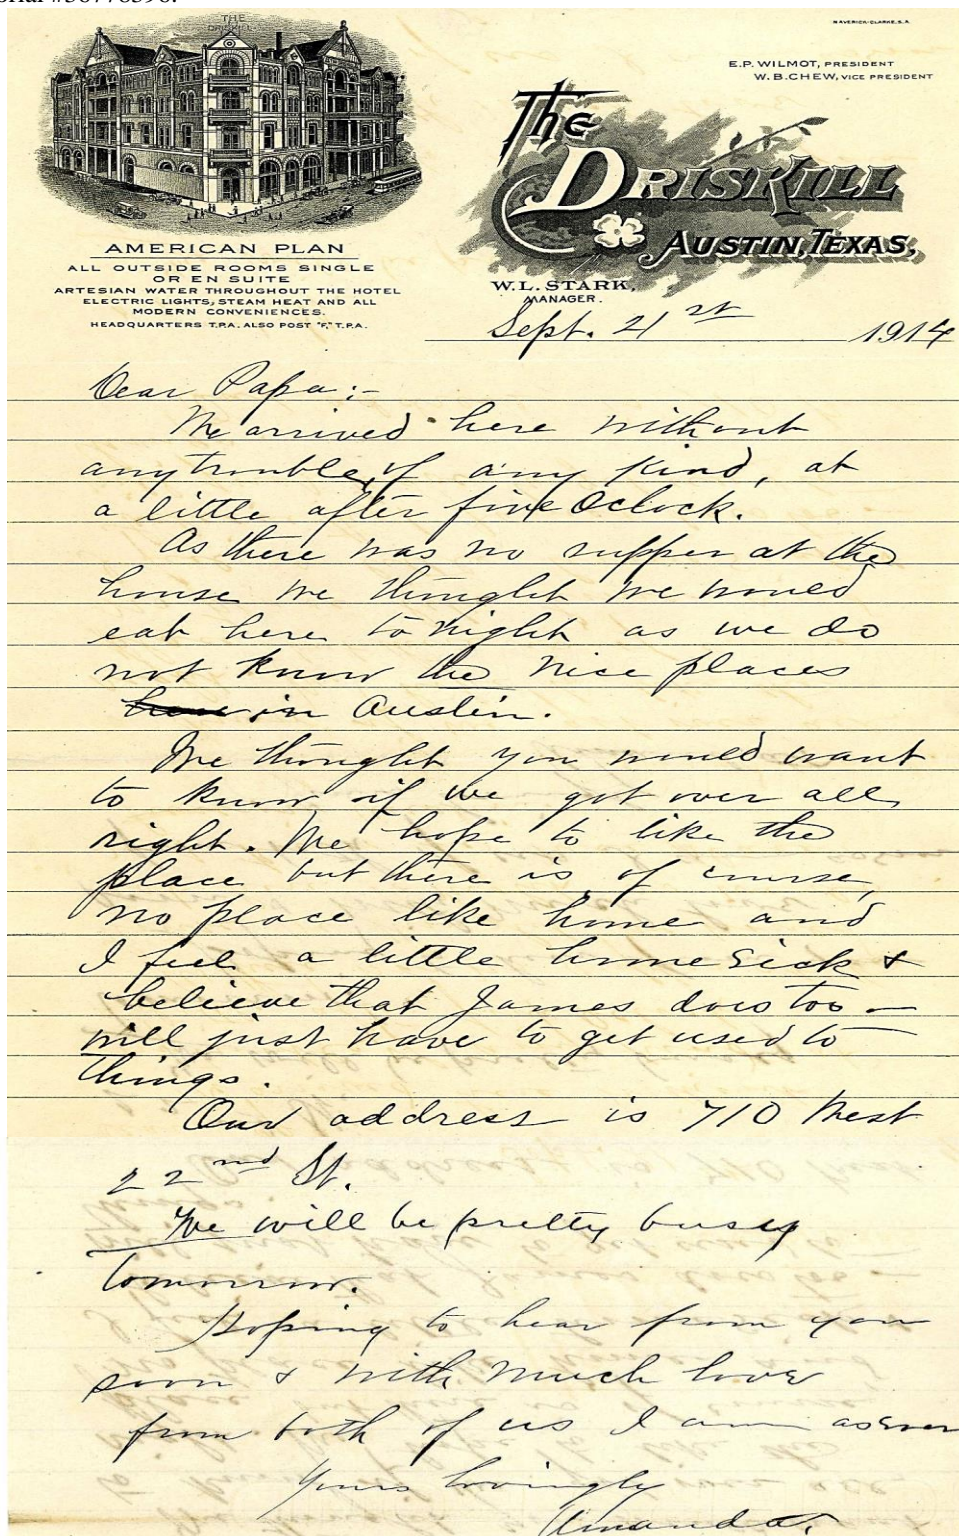 THE
DRISKILL
MAVERICK-CLARKE, S.A.
E.P. WILMOT, PRESIDENT
W.B. CHEW, VICE PRESIDENT
The
DRISKILL
AUSTIN, TEXAS,
AMERICAN PLAN
ALL OUTSIDE ROOMS SINGLE
OR EN SUITE
ARTESIAN WATER THROUGHOUT THE HOTEL
ELECTRIC LIGHTS, STEAM HEAT AND ALL
MODERN CONVENIENCES.
HEADQUARTERS T.P.A. ALSO POST "F," T.P.A.
W.L. STARK,
MANAGER.
Sept. 21st 1914
Dear Papa:-
We arrived here without
any trouble, of any kind, at
a little after five Oclock.
As there was no supper at the
house we thought we would
eat here to night as we do
not know the nice places
in Austin.
We thought you would want
to know if we got over all
right. We hope to like the
place but there is of course,
no place like home and
I feel a little home sick &
believe that James does too —
will just have to get used to
things.
Our address is 710 West
22nd St.
We will be pretty busy
tomorrow.
Hoping to hear from you
soon & with much love
from both of us I am as ever
Yours lovingly
Amanda.